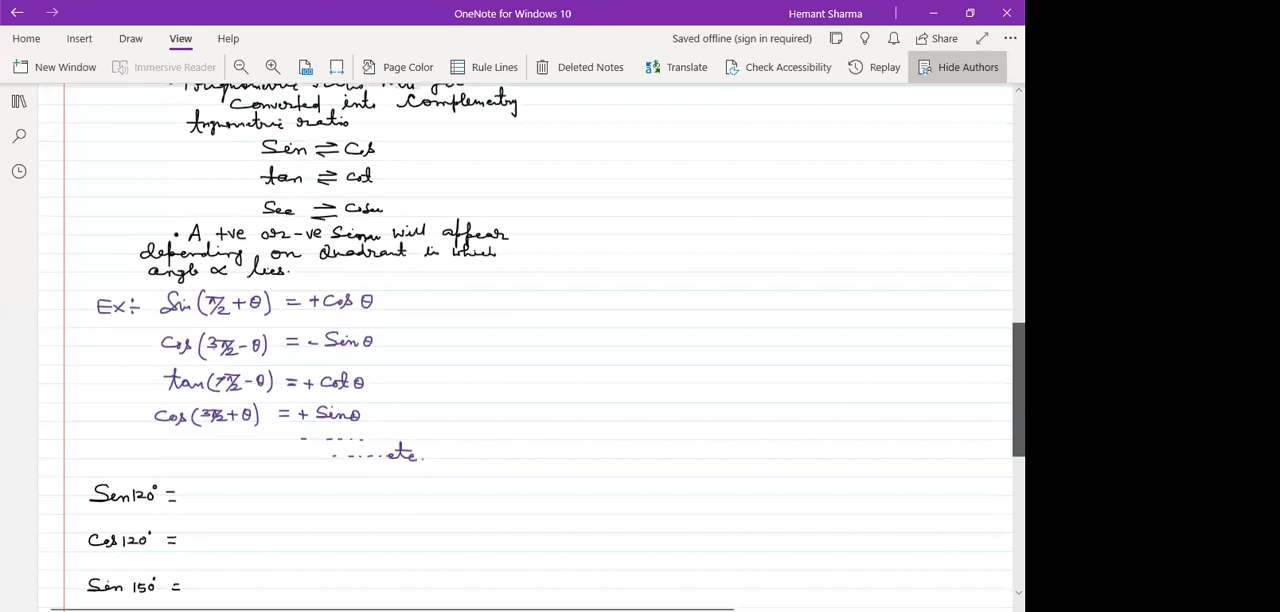 OneNote for Windows 10
Hemant Sharma
Home Insert Draw View Help
Saved offline (sign in required) Share
New Window Immersive Reader Page Color Rule Lines Deleted Notes Translate Check Accessibility Replay Hide Authors
Converted into Complementry
trignometric ratio
Sin ⇌ Cos
tan ⇌ cot
Sec ⇌ Cosec
• A +ve or -ve Signs will appear
depending on Quadrant in which
angle α lies.
Ex÷ Sin(π/2 + θ) = + Cos θ
Cos(3π/2 - θ) = - Sin θ
tan(7π/2 - θ) = + Cot θ
Cos(3π/2 + θ) = + Sinθ
- - - - -
- - - - - etc.
Sin 120° =
Cos 120° =
Sin 150° =